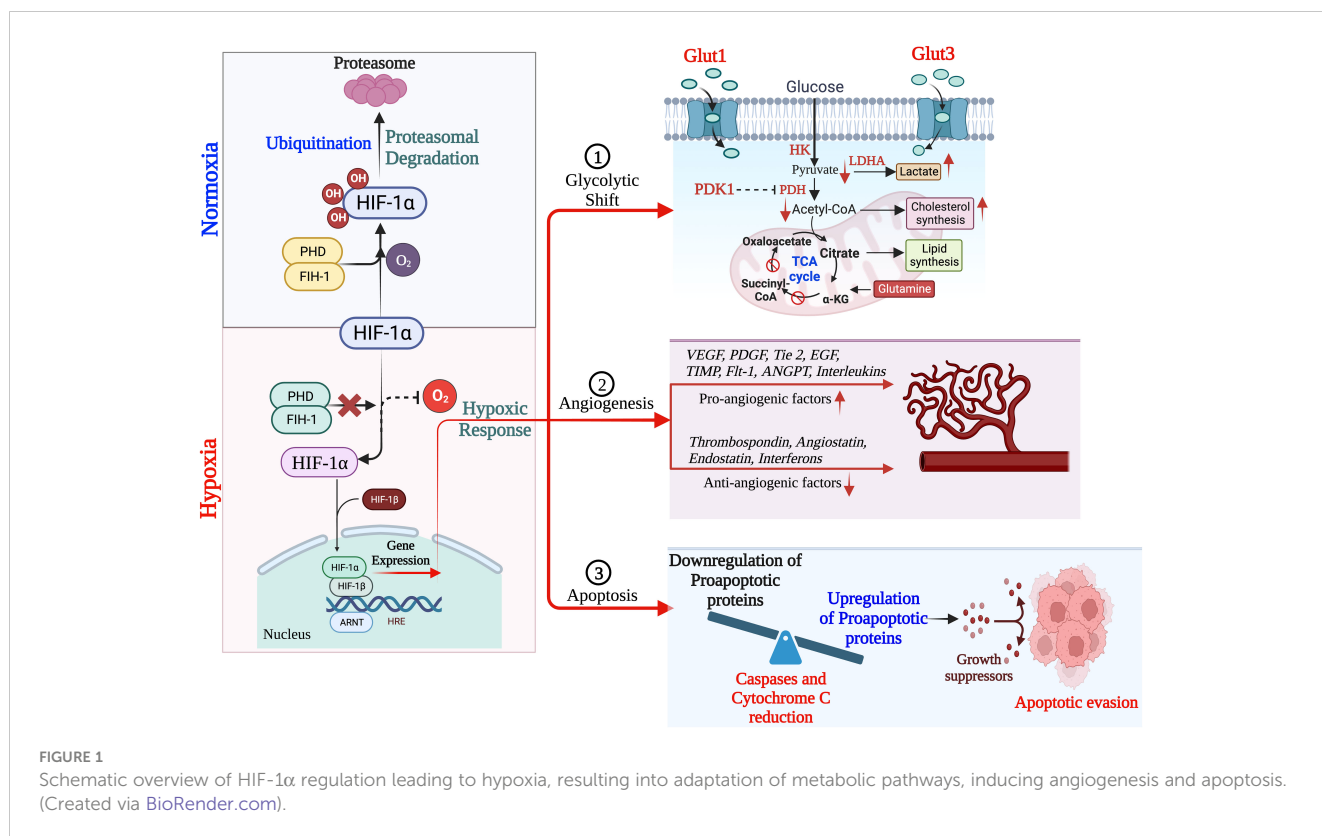 Normoxia
Proteasome
Ubiquitination
Proteasomal
Degradation
OH
OH
OH
HIF-1α
PHD
FIH-1
O₂
HIF-1α
Hypoxia
PHD
FIH-1
O₂
Hypoxic
Response
HIF-1α
HIF-1β
Gene
Expression
HIF-1α
HIF-1β
ARNT
HRE
Nucleus
1
Glycolytic
Shift
Glut1
Glut3
Glucose
HK
Pyruvate
LDHA
Lactate
PDK1
PDH
Acetyl-CoA
Cholesterol
synthesis
Oxaloacetate
Citrate
Lipid
synthesis
TCA
cycle
Succinyl-
CoA
α-KG
Glutamine
2
Angiogenesis
VEGF, PDGF, Tie 2, EGF,
TIMP, Flt-1, ANGPT, Interleukins
Pro-angiogenic factors
Thrombospondin, Angiostatin,
Endostatin, Interferons
Anti-angiogenic factors
3
Apoptosis
Downregulation of
Proapoptotic
proteins
Upregulation
of Proapoptotic
proteins
Caspases and
Cytochrome C
reduction
Growth
suppressors
Apoptotic evasion
FIGURE 1
Schematic overview of HIF-1α regulation leading to hypoxia, resulting into adaptation of metabolic pathways, inducing angiogenesis and apoptosis.
(Created via BioRender.com).